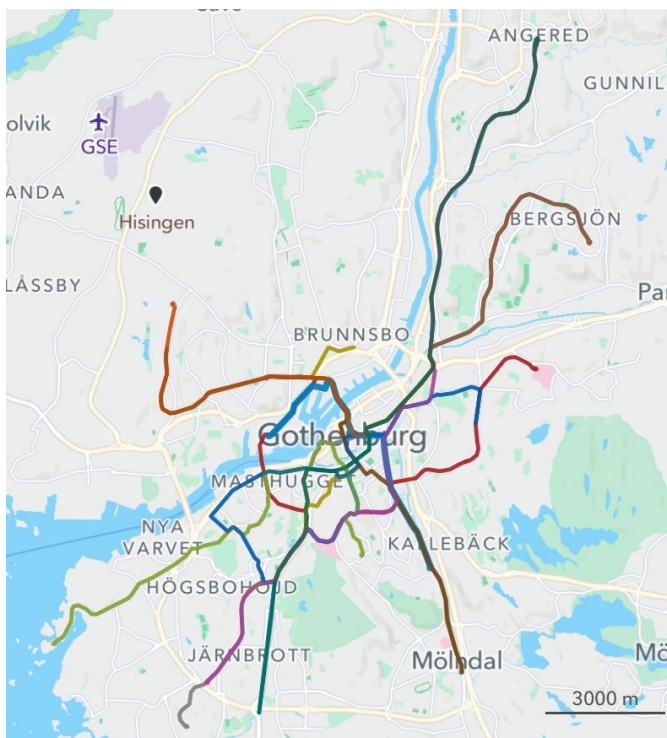 ANGERED
GUNNIL
olvik
GSE
ANDA
Hisingen
BERGSJÖN
LÅSSBY
Par
BRUNNSBO
Gothenburg
MASTHUGGET
NYA
VARVET
KALLEBÄCK
HÖGSBOHÖJD
JÄRNBROTT
Mölndal
Mö
3000 m